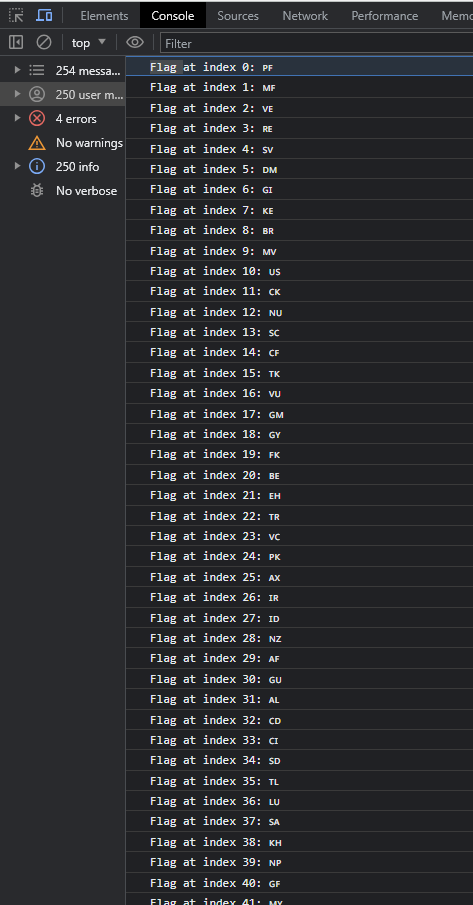 Elements Console Sources Network Performance Memo
top Filter
254 messa...
250 user m...
4 errors
No warnings
250 info
No verbose
Flag at index 0: PF
Flag at index 1: MF
Flag at index 2: VE
Flag at index 3: RE
Flag at index 4: SV
Flag at index 5: DM
Flag at index 6: GI
Flag at index 7: KE
Flag at index 8: BR
Flag at index 9: MV
Flag at index 10: US
Flag at index 11: CK
Flag at index 12: NU
Flag at index 13: SC
Flag at index 14: CF
Flag at index 15: TK
Flag at index 16: VU
Flag at index 17: GM
Flag at index 18: GY
Flag at index 19: FK
Flag at index 20: BE
Flag at index 21: EH
Flag at index 22: TR
Flag at index 23: VC
Flag at index 24: PK
Flag at index 25: AX
Flag at index 26: IR
Flag at index 27: ID
Flag at index 28: NZ
Flag at index 29: AF
Flag at index 30: GU
Flag at index 31: AL
Flag at index 32: CD
Flag at index 33: CI
Flag at index 34: SD
Flag at index 35: TL
Flag at index 36: LU
Flag at index 37: SA
Flag at index 38: KH
Flag at index 39: NP
Flag at index 40: GF
Flag at index 41: MY